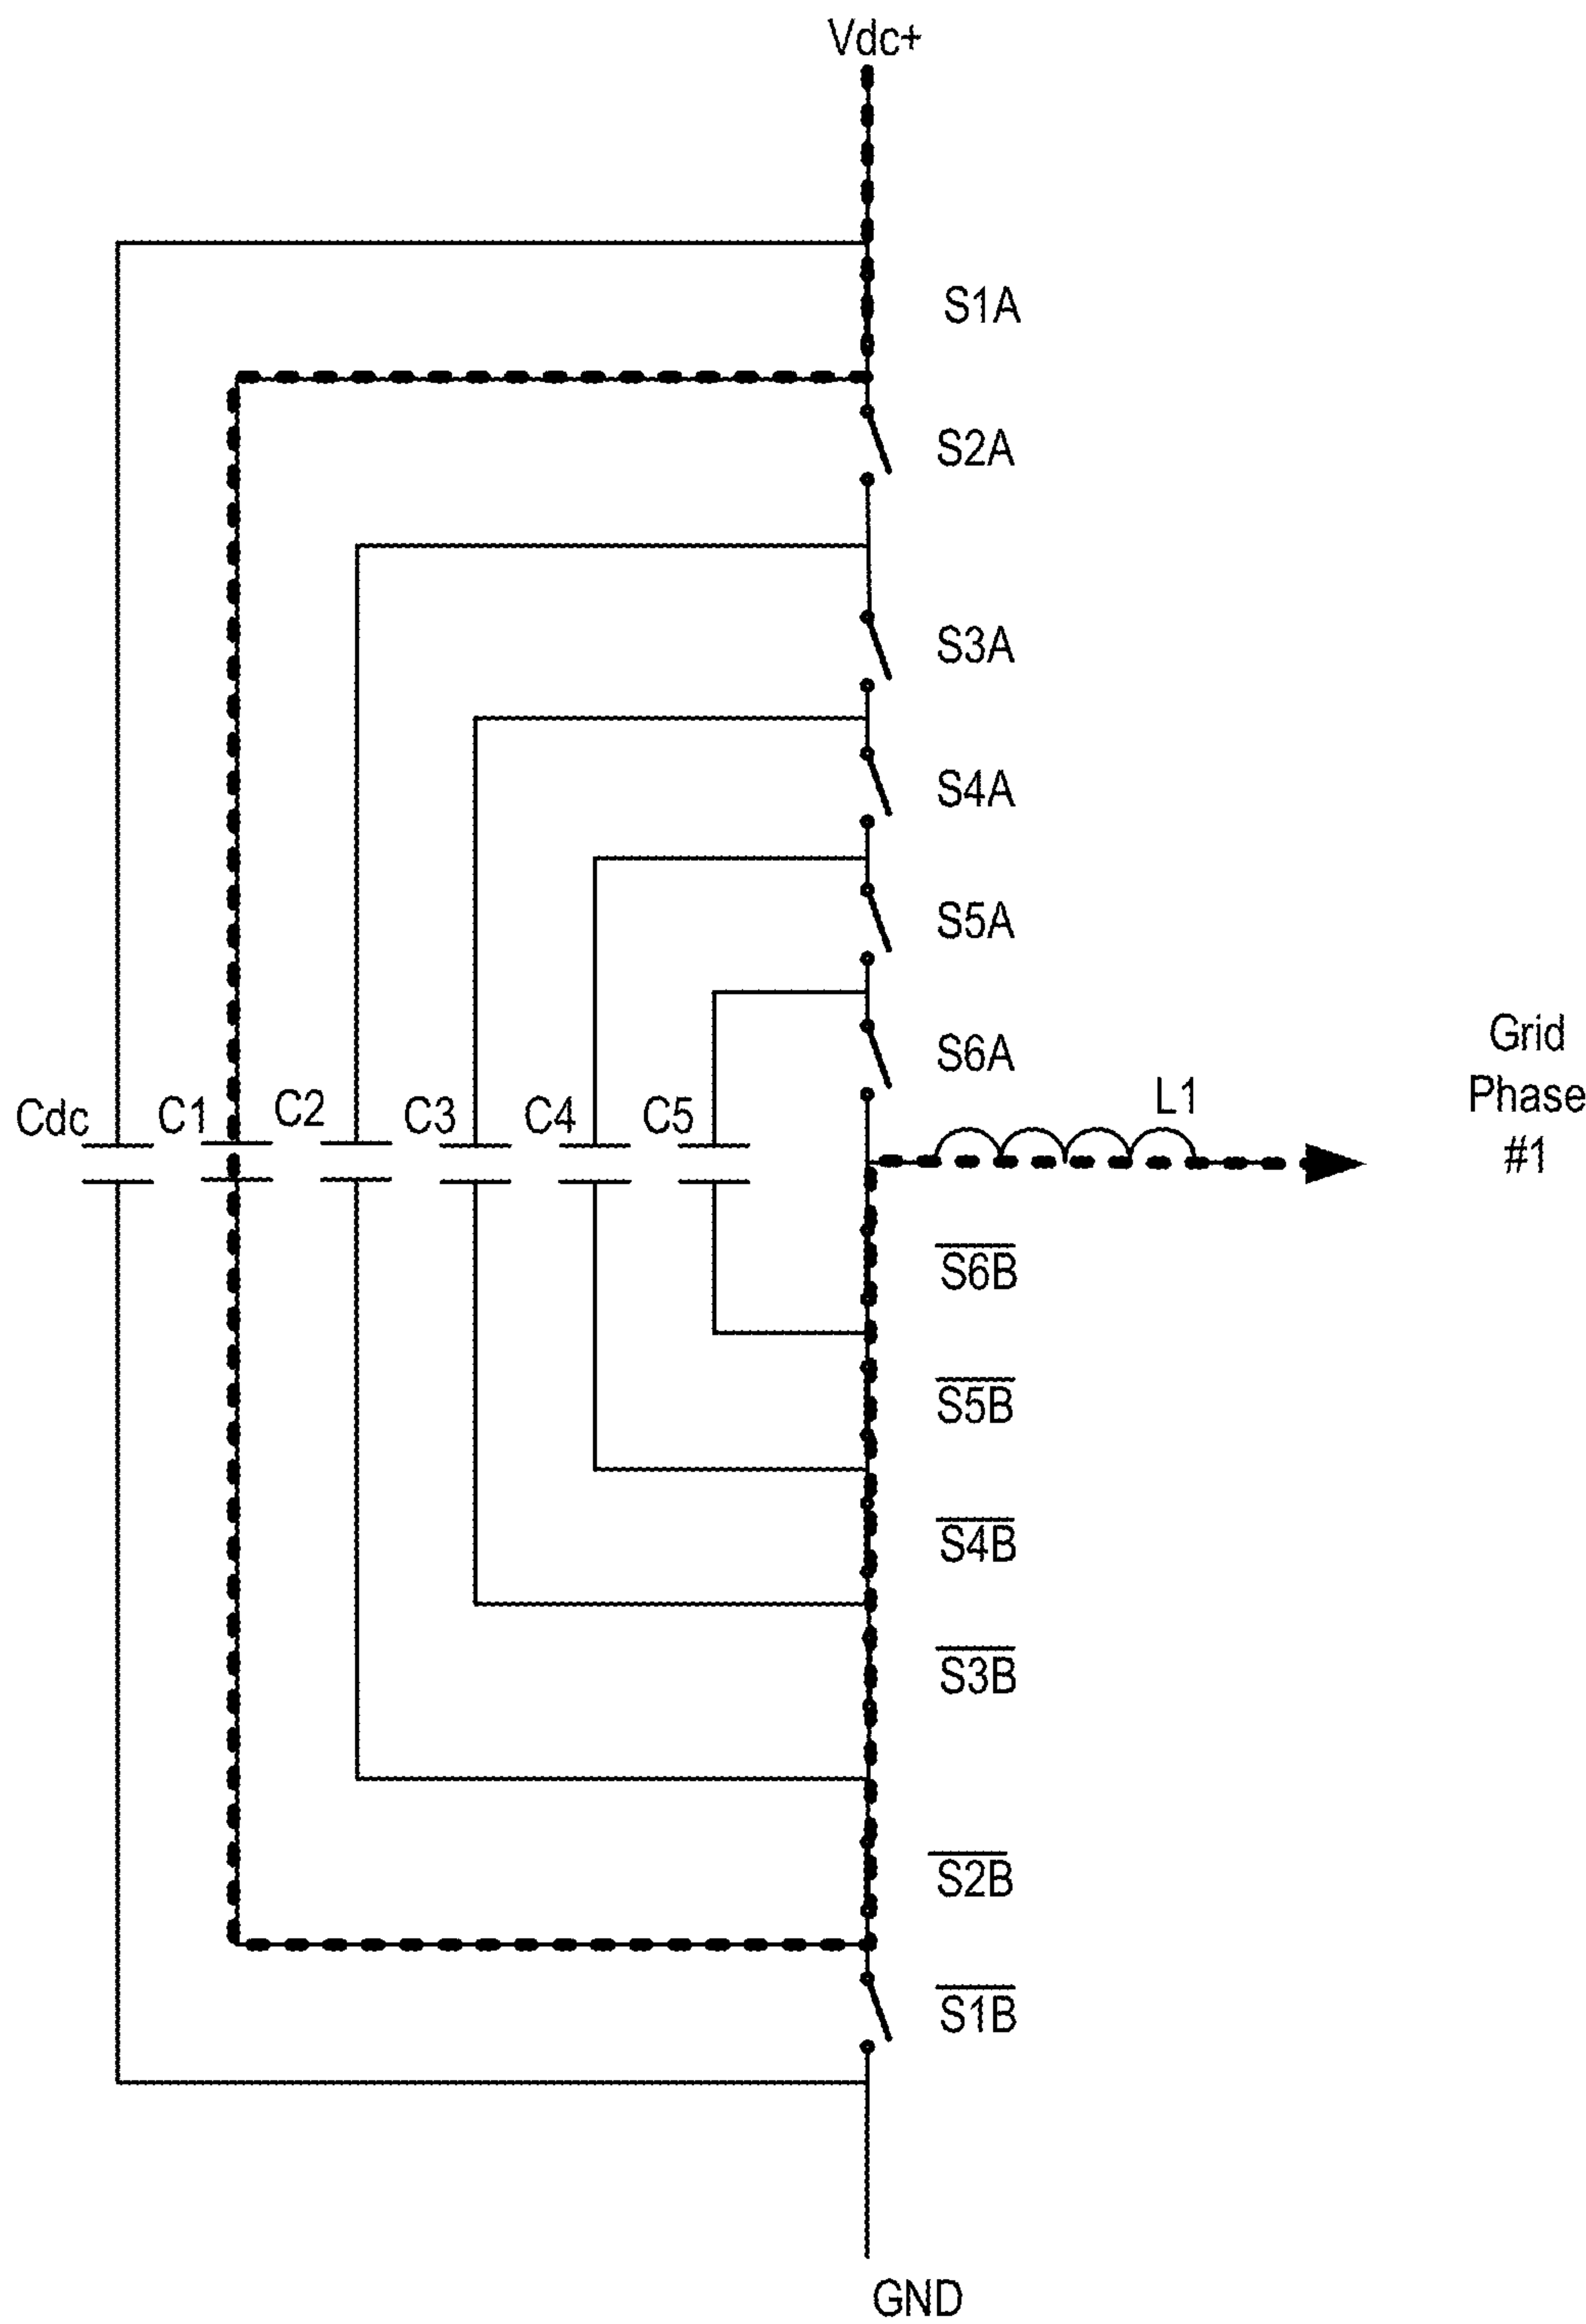 Vdc+
S1A
S2A
S3A
S4A
S5A
S6A
Cdc
C1
C2
C3
C4
C5
L1
Grid
Phase
#1
S6B
S5B
S4B
S3B
S2B
S1B
GND